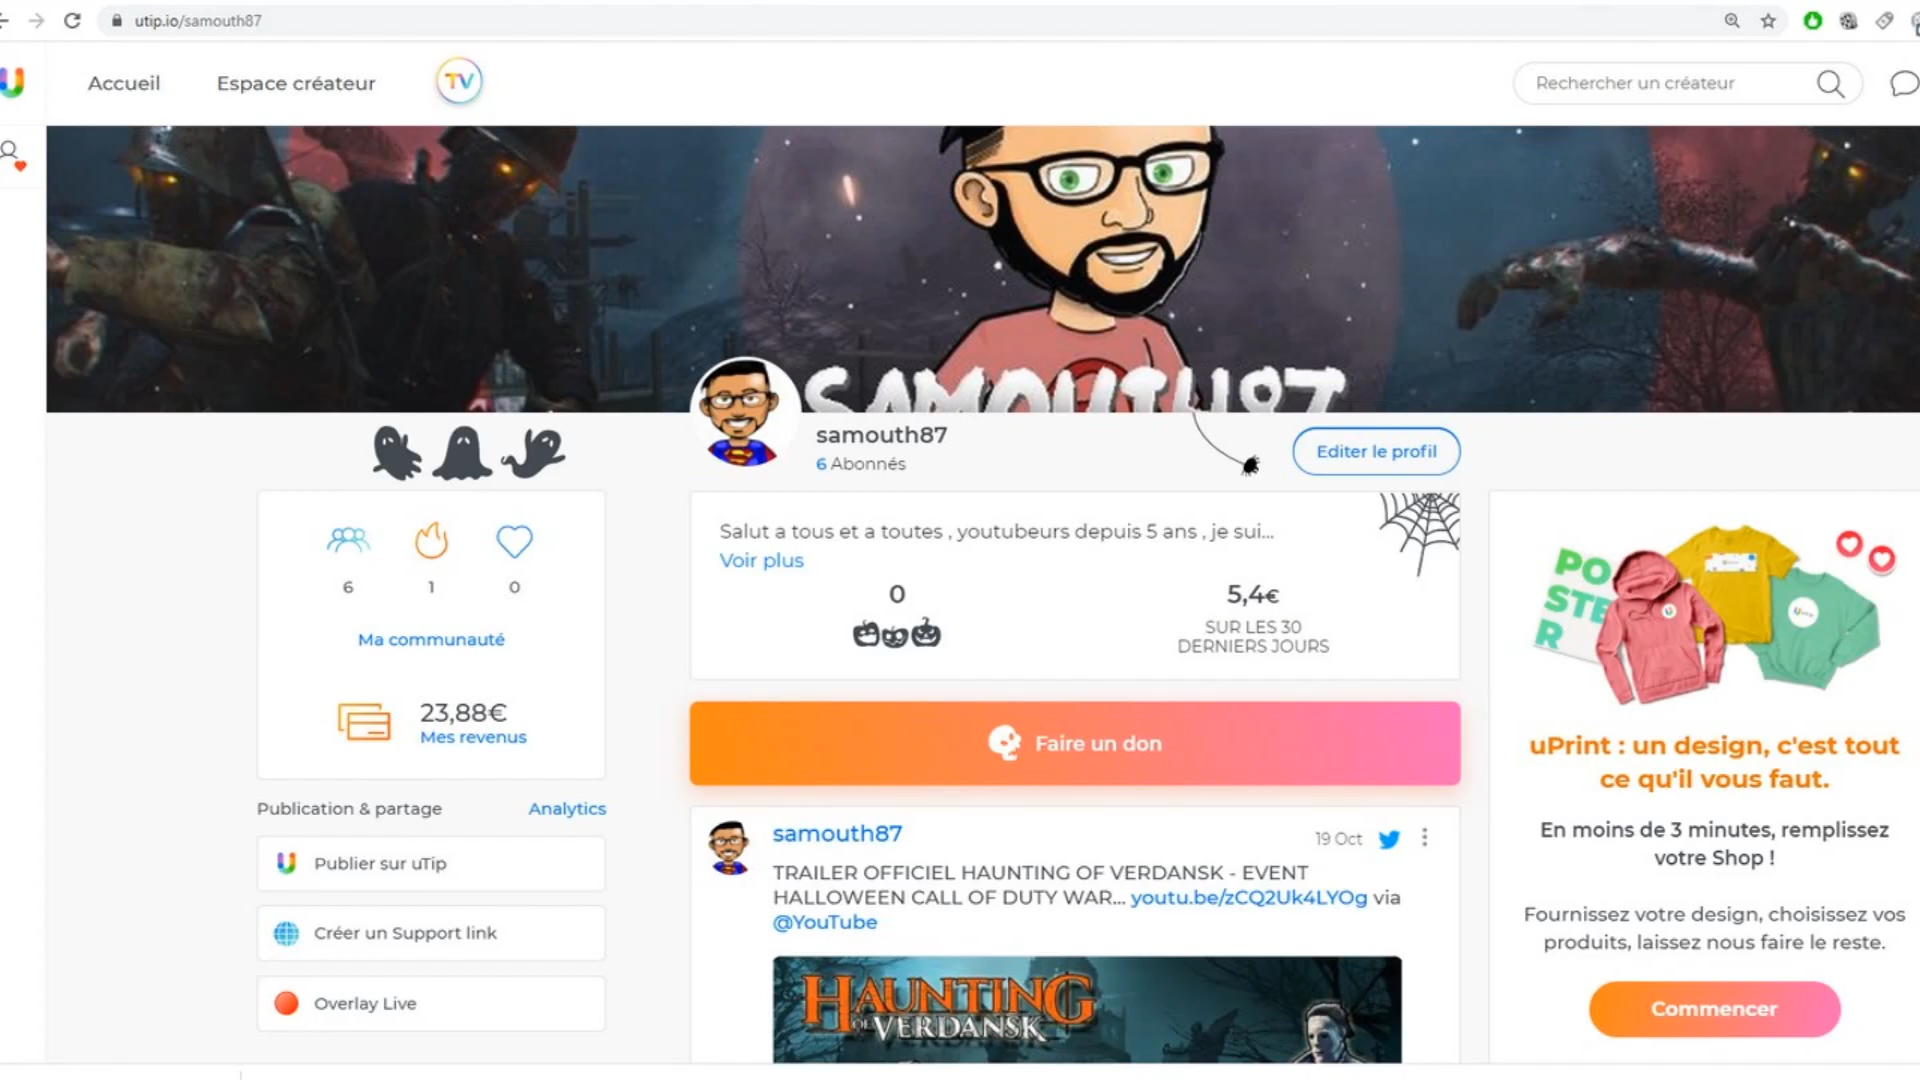 utip.io/samouth87
Accueil
Espace créateur
TV
Rechercher un créateur
SAMOUTH87
samouth87
6 Abonnés
Editer le profil
6
1
0
Ma communauté
23,88€
Mes revenus
Publication & partage
Analytics
Publier sur uTip
Créer un Support link
Overlay Live
Salut a tous et a toutes , youtubeurs depuis 5 ans , je sui...
Voir plus
0
5,4€
SUR LES 30
DERNIERS JOURS
Faire un don
samouth87
19 Oct
TRAILER OFFICIEL HAUNTING OF VERDANSK - EVENT
HALLOWEEN CALL OF DUTY WAR... youtu.be/zCQ2Uk4LYOg via
@YouTube
HAUNTING
OF VERDANSK
PO
STE
R
uPrint : un design, c'est tout
ce qu'il vous faut.
En moins de 3 minutes, remplissez
votre Shop !
Fournissez votre design, choisissez vos
produits, laissez nous faire le reste.
Commencer